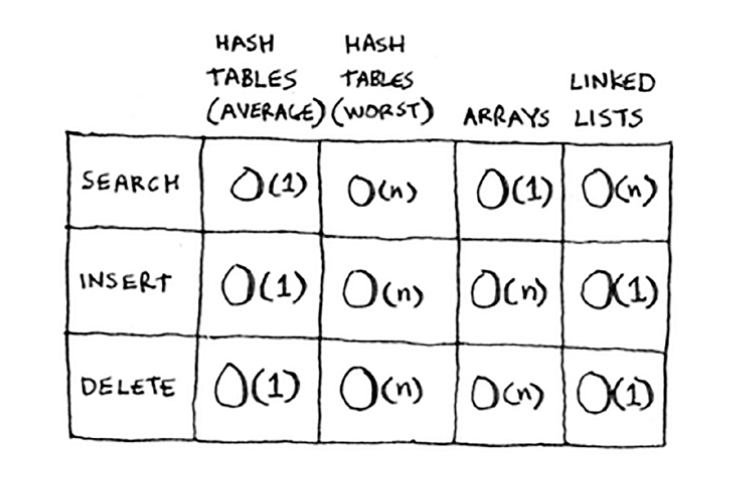 HASH TABLES (AVERAGE) HASH TABLES (WORST) ARRAYS LINKED LISTS
SEARCH O(1) O(n) O(1) O(n)
INSERT O(1) O(n) O(n) O(1)
DELETE O(1) O(n) O(n) O(1)